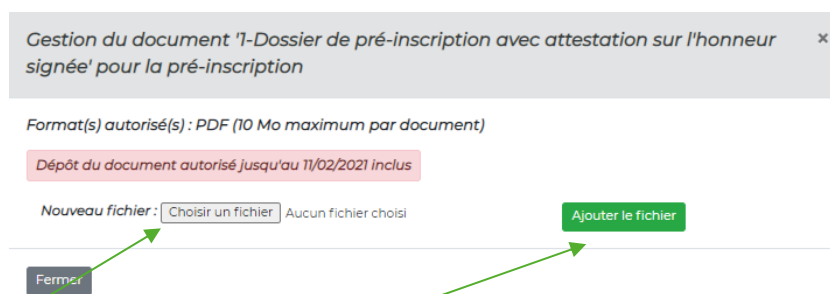 Gestion du document '1-Dossier de pré-inscription avec attestation sur l'honneur ×
signée' pour la pré-inscription
Format(s) autorisé(s) : PDF (10 Mo maximum par document)
Dépôt du document autorisé jusqu'au 11/02/2021 inclus
Nouveau fichier : Choisir un fichier Aucun fichier choisi Ajouter le fichier
Fermer